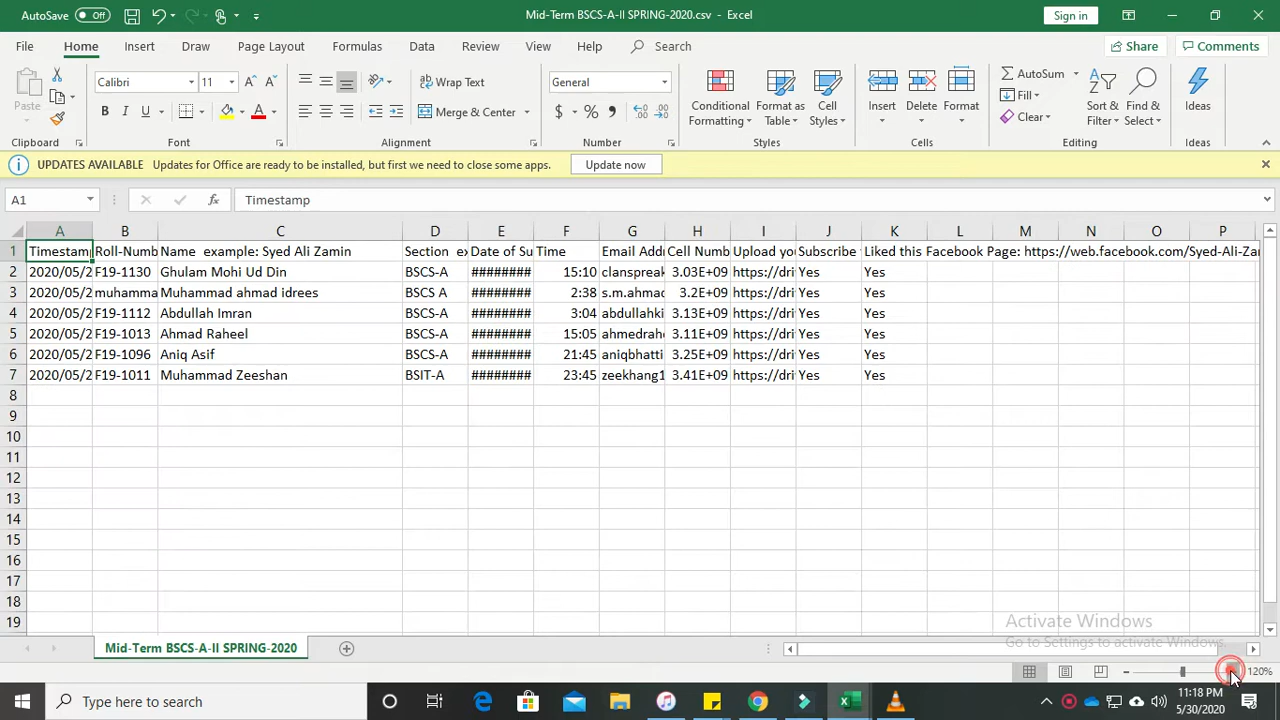 AutoSave Off Mid-Term BSCS-A-II SPRING-2020.csv - Excel Sign in
File Home Insert Draw Page Layout Formulas Data Review View Help Search Share Comments
Paste Calibri 11 A A Wrap Text General Conditional Format as Cell Insert Delete Format AutoSum Sort & Find & Ideas
B I U A Merge & Center $ % Formatting Table Styles Fill Filter Select
Clear
Clipboard Font Alignment Number Styles Cells Editing Ideas
UPDATES AVAILABLE Updates for Office are ready to be installed, but first we need to close some apps. Update now
A1 fx Timestamp
A B C D E F G H I J K L M N O P
1 Timestam Roll-Numb Name example: Syed Ali Zamin Section ex Date of Su Time Email Addr Cell Numb Upload yo Subscribe Liked this Facebook Page: https://web.facebook.com/Syed-Ali-Zar
2 2020/05/2 F19-1130 Ghulam Mohi Ud Din BSCS-A ######## 15:10 clanspreak 3.03E+09 https://dri Yes Yes
3 2020/05/2 muhamma Muhammad ahmad idrees BSCS A ######## 2:38 s.m.ahmad 3.2E+09 https://dri Yes Yes
4 2020/05/2 F19-1112 Abdullah Imran BSCS-A ######## 3:04 abdullahki 3.13E+09 https://dri Yes Yes
5 2020/05/2 F19-1013 Ahmad Raheel BSCS-A ######## 15:05 ahmedrahe 3.11E+09 https://dri Yes Yes
6 2020/05/2 F19-1096 Aniq Asif BSCS-A ######## 21:45 aniqbhatti 3.25E+09 https://dri Yes Yes
7 2020/05/2 F19-1011 Muhammad Zeeshan BSIT-A ######## 23:45 zeekhang1 3.41E+09 https://dri Yes Yes
8
9
10
11
12
13
14
15
16
17
18
19
Activate Windows
Go to Settings to activate Windows.
Mid-Term BSCS-A-II SPRING-2020
120%
Type here to search 11:18 PM
5/30/2020